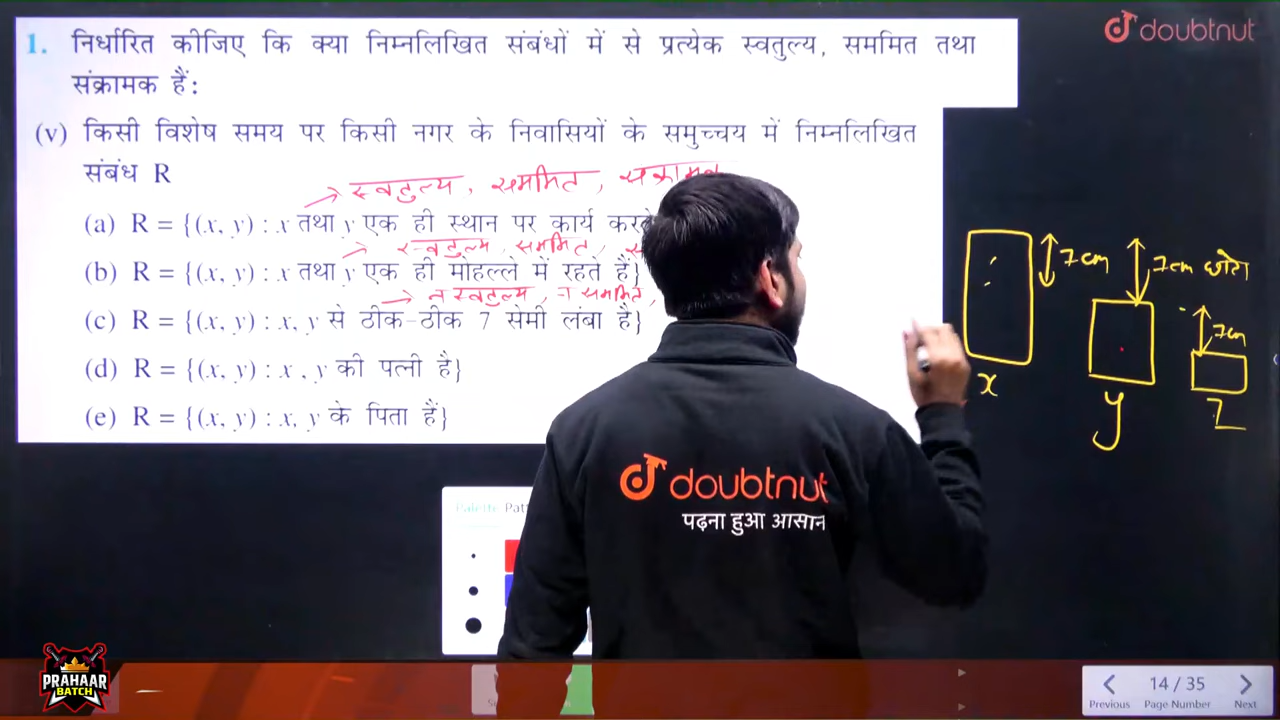 doubtnut
1. निर्धारित कीजिए कि क्या निम्नलिखित संबंधों में से प्रत्येक स्वतुल्य, सममित तथा
संक्रामक हैं:
(v) किसी विशेष समय पर किसी नगर के निवासियों के समुच्चय में निम्नलिखित
संबंध R
→ स्वतुल्य, सममित,
(a) R = {(x, y) : x तथा y एक ही स्थान पर कार्य
→ स्वतुल्य, सममित,
(b) R = {(x, y) : x तथा y एक ही मोहल्ले में रहते हैं}
→ न स्वतुल्य, न सममित,
(c) R = {(x, y) : x, y से ठीक-ठीक 7 सेमी लंबा है}
(d) R = {(x, y) : x , y की पत्नी है}
(e) R = {(x, y) : x, y के पिता हैं}
7cm
7cm छोटा
7cm
x
y
z
Palette
doubtnut
पढ़ना हुआ आसान
PRAHAAR
BATCH
14 / 35
Previous Page Number Next